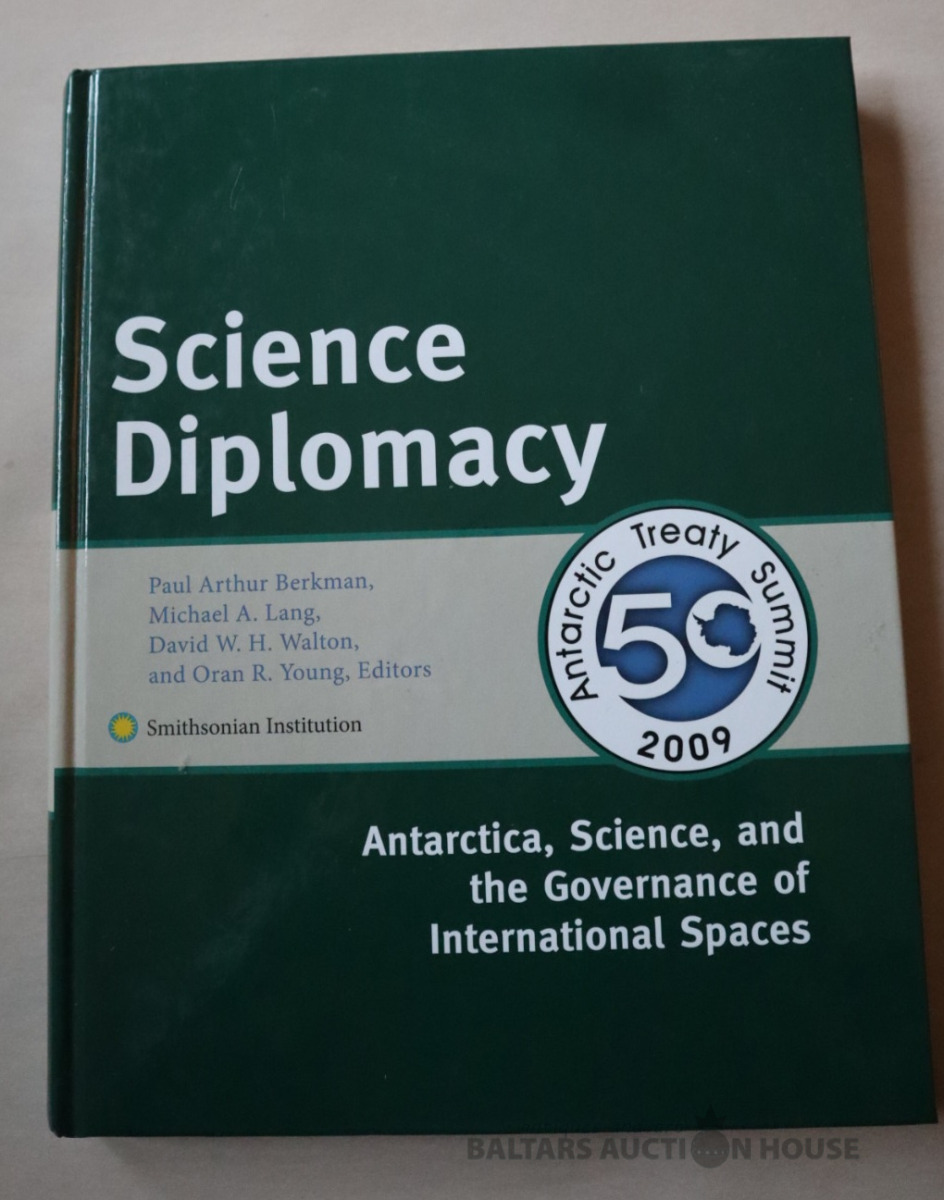 Science
Diplomacy
Paul Arthur Berkman,
Michael A. Lang,
David W. H. Walton,
and Oran R. Young, Editors
Smithsonian Institution
Antarctic Treaty Summit
50
2009
Antarctica, Science, and
the Governance of
International Spaces
BALTARS AUCTION HOUSE